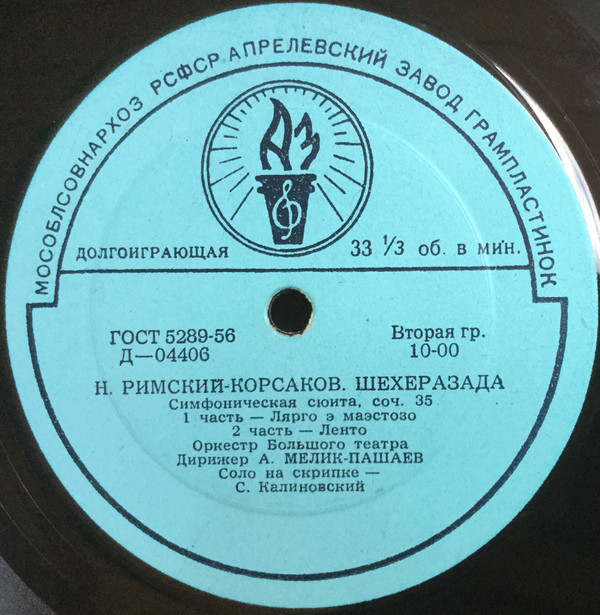 МОСОБЛСОВНАРХОЗ РСФСР АПРЕЛЕВСКИЙ ЗАВОД ГРАМПЛАСТИНОК
АЗ
ДОЛГОИГРАЮЩАЯ 33 1/3 об. в мин.
ГОСТ 5289-56 Вторая гр.
Д—04406 10-00
Н. РИМСКИЙ-КОРСАКОВ. ШЕХЕРАЗАДА
Симфоническая сюита, соч. 35
1 часть — Лярго э маэстозо
2 часть — Ленто
Оркестр Большого театра
Дирижер А. МЕЛИК-ПАШАЕВ
Соло на скрипке —
С. Калиновский